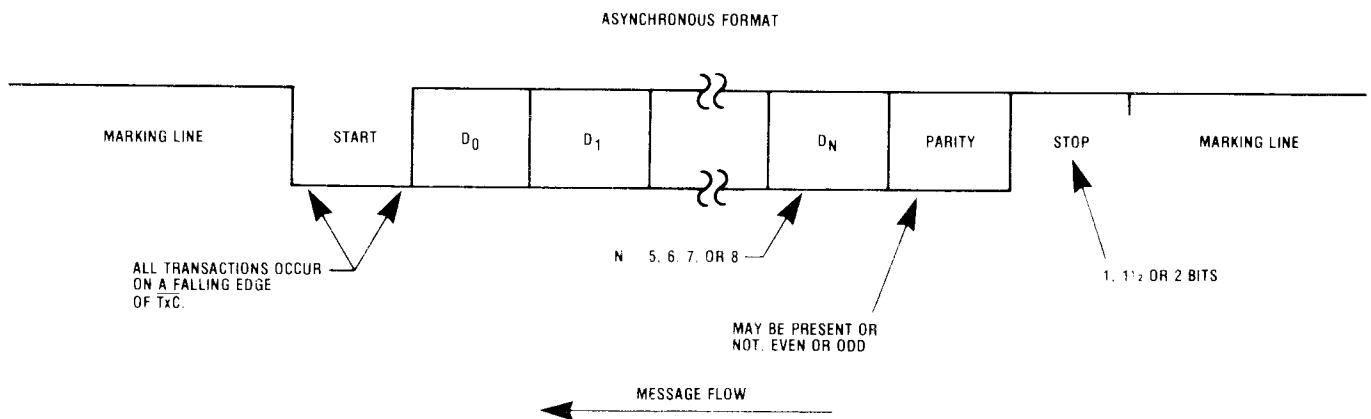 ASYNCHRONOUS FORMAT
MARKING LINE
START
D0
D1
DN
PARITY
STOP
MARKING LINE
ALL TRANSACTIONS OCCUR
ON A FALLING EDGE
OF T̅x̅C̅.
N 5, 6, 7, OR 8
1, 1½ OR 2 BITS
MAY BE PRESENT OR
NOT. EVEN OR ODD
MESSAGE FLOW